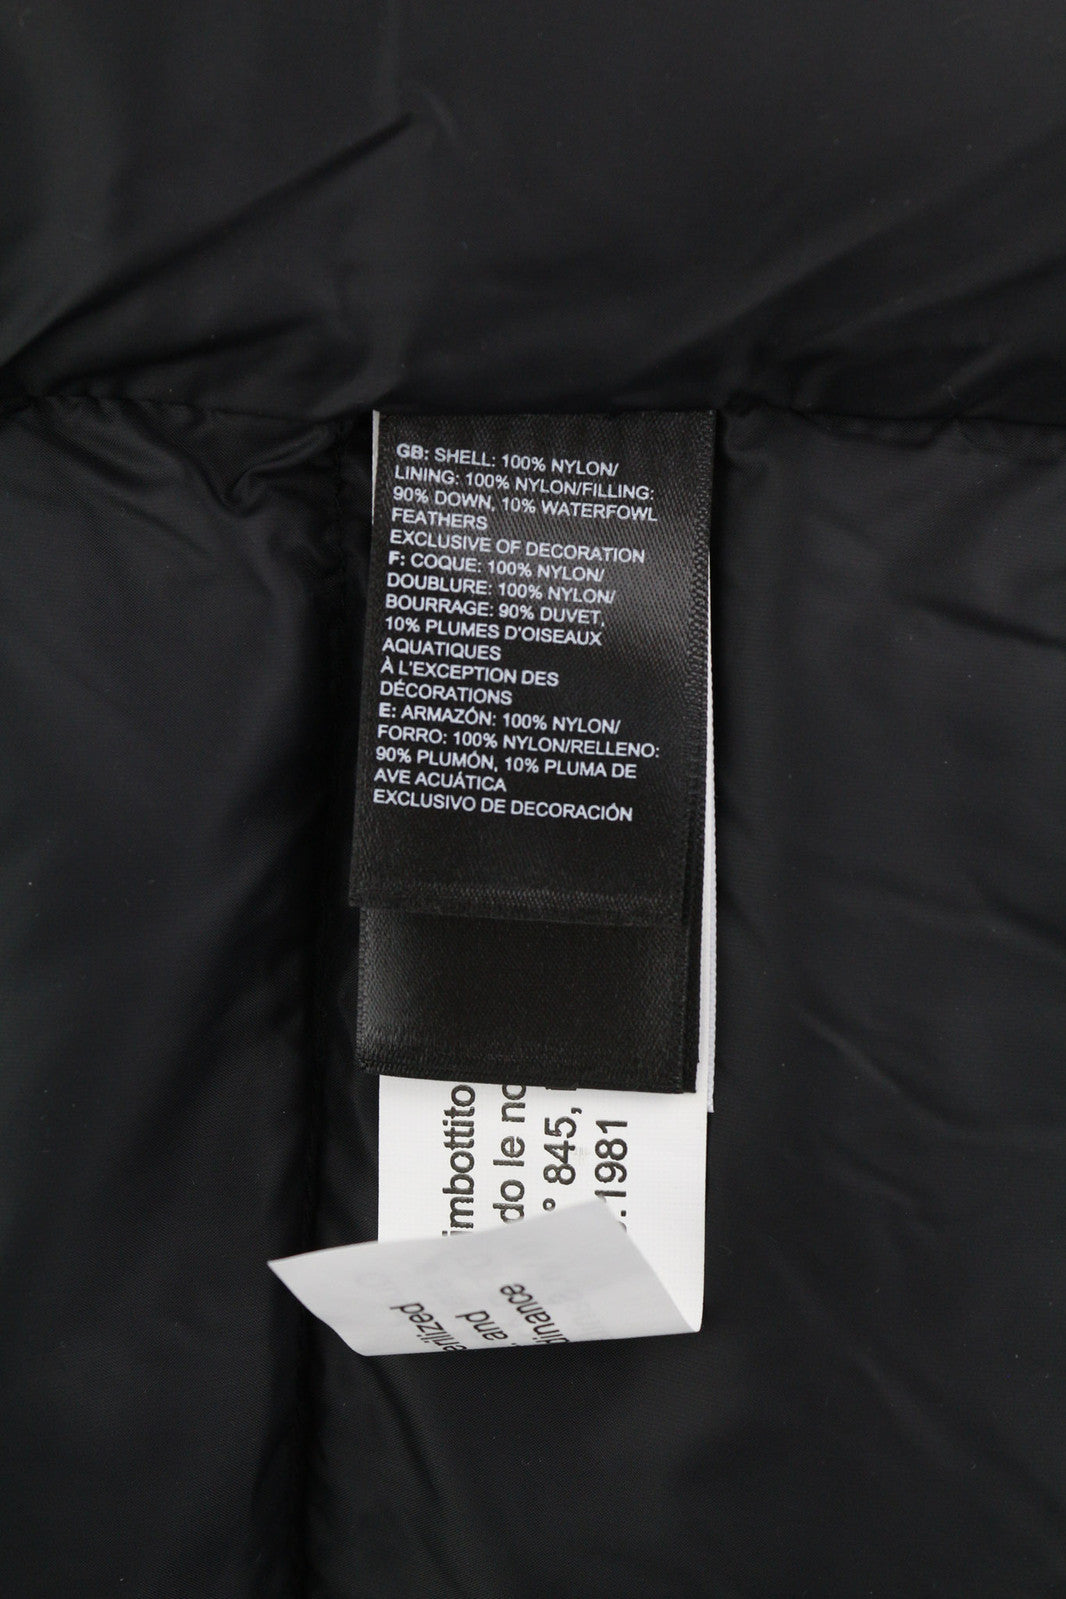 GB: SHELL: 100% NYLON/
LINING: 100% NYLON/FILLING:
90% DOWN, 10% WATERFOWL
FEATHERS
EXCLUSIVE OF DECORATION
F: COQUE: 100% NYLON/
DOUBLURE: 100% NYLON/
BOURRAGE: 90% DUVET,
10% PLUMES D'OISEAUX
AQUATIQUES
À L'EXCEPTION DES
DÉCORATIONS
E: ARMAZÓN: 100% NYLON/
FORRO: 100% NYLON/RELLENO:
90% PLUMÓN, 10% PLUMA DE
AVE ACUÁTICA
EXCLUSIVO DE DECORACIÓN
imbottito
do le no
° 845,
.1981
erilized
, and
dinance